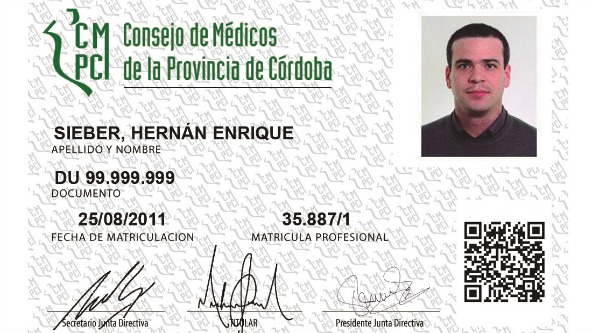 CM
PC
Consejo de Médicos
de la Provincia de Córdoba
SIEBER, HERNÁN ENRIQUE
APELLIDO Y NOMBRE
DU 99.999.999
DOCUMENTO
25/08/2011
35.887/1
FECHA DE MATRICULACION
MATRICULA PROFESIONAL
Secretario Junta Directiva
TITULAR
Presidente Junta Directiva